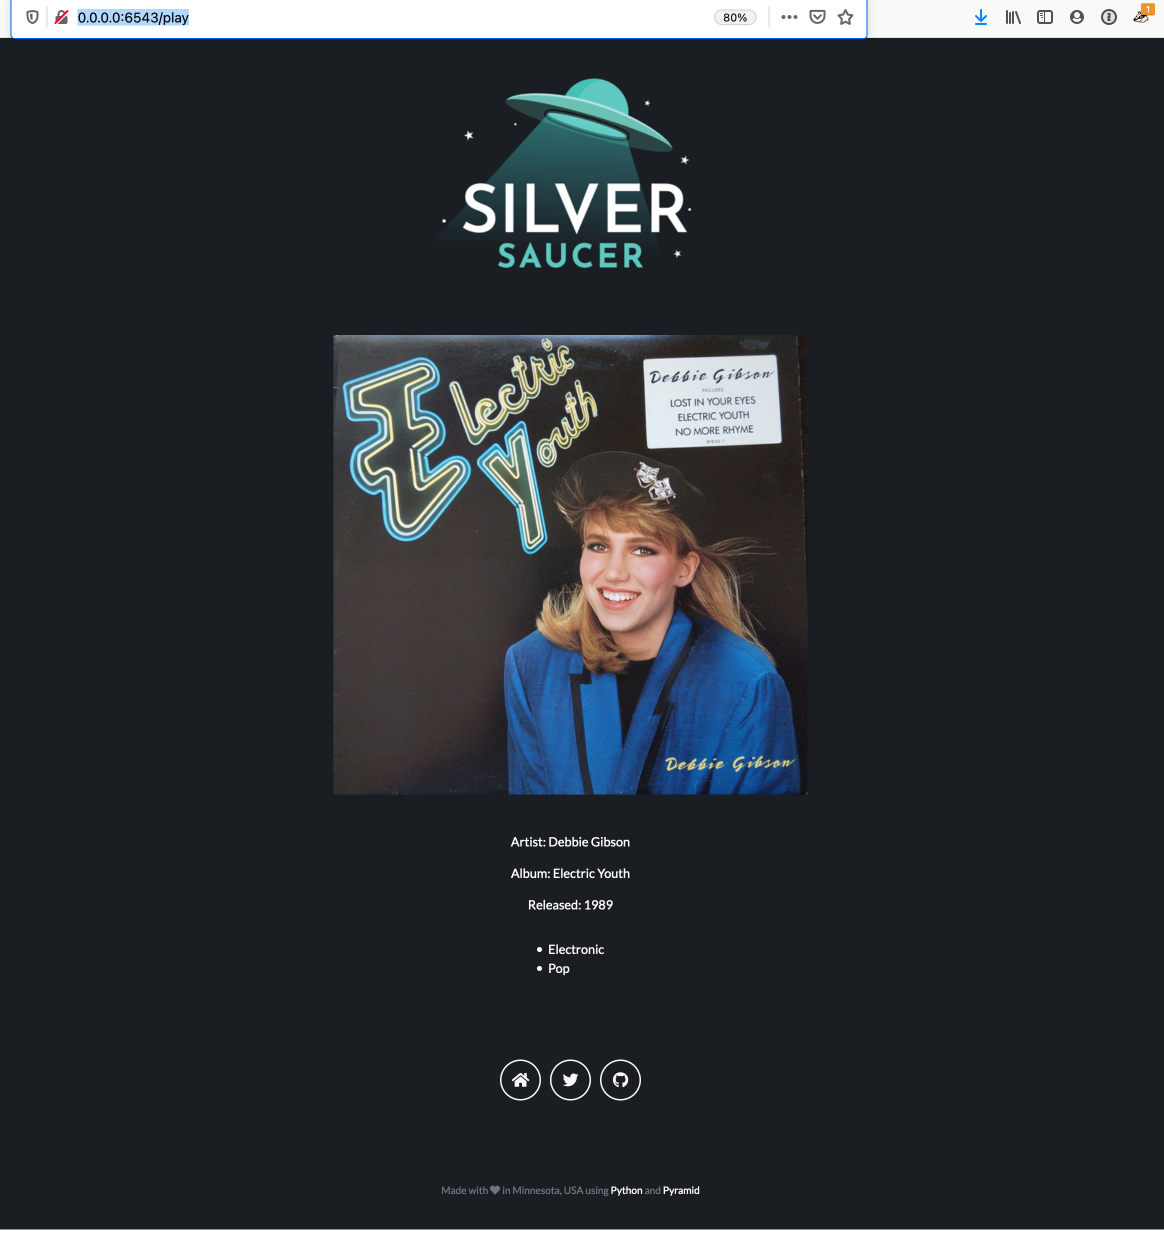 0.0.0.0:6543/play
80%
1
SILVER
SAUCER
Electric
Youth
Debbie Gibson
INCLUDES
LOST IN YOUR EYES
ELECTRIC YOUTH
NO MORE RHYME
Debbie Gibson
Artist: Debbie Gibson
Album: Electric Youth
Released: 1989
• Electronic
• Pop
Made with ♥ in Minnesota, USA using Python and Pyramid